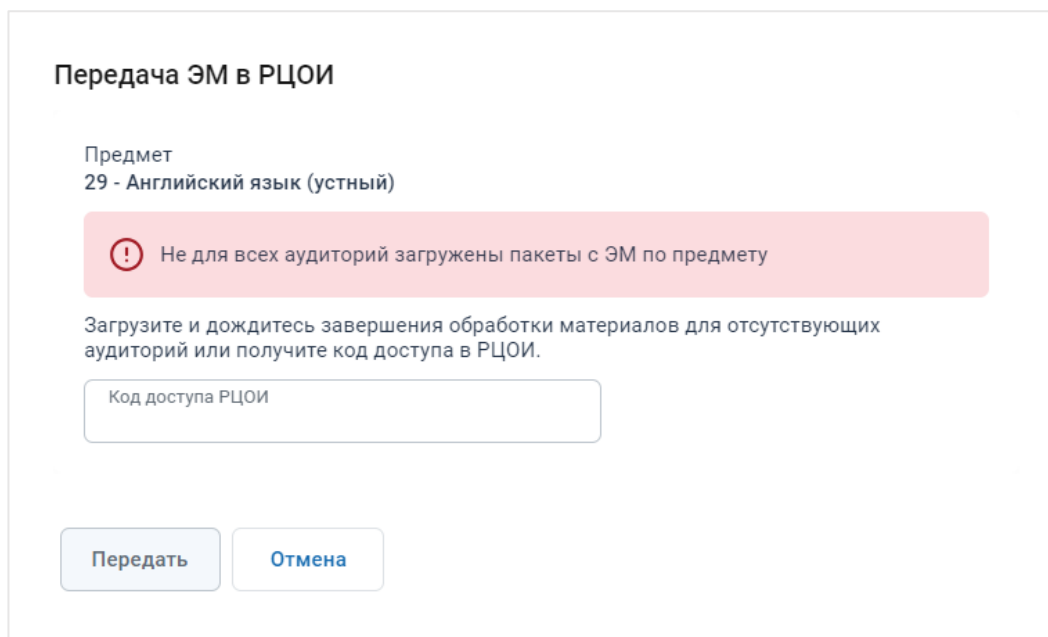 Передача ЭМ в РЦОИ
Предмет
29 - Английский язык (устный)
Не для всех аудиторий загружены пакеты с ЭМ по предмету
Загрузите и дождитесь завершения обработки материалов для отсутствующих
аудиторий или получите код доступа в РЦОИ.
Код доступа РЦОИ
Передать Отмена